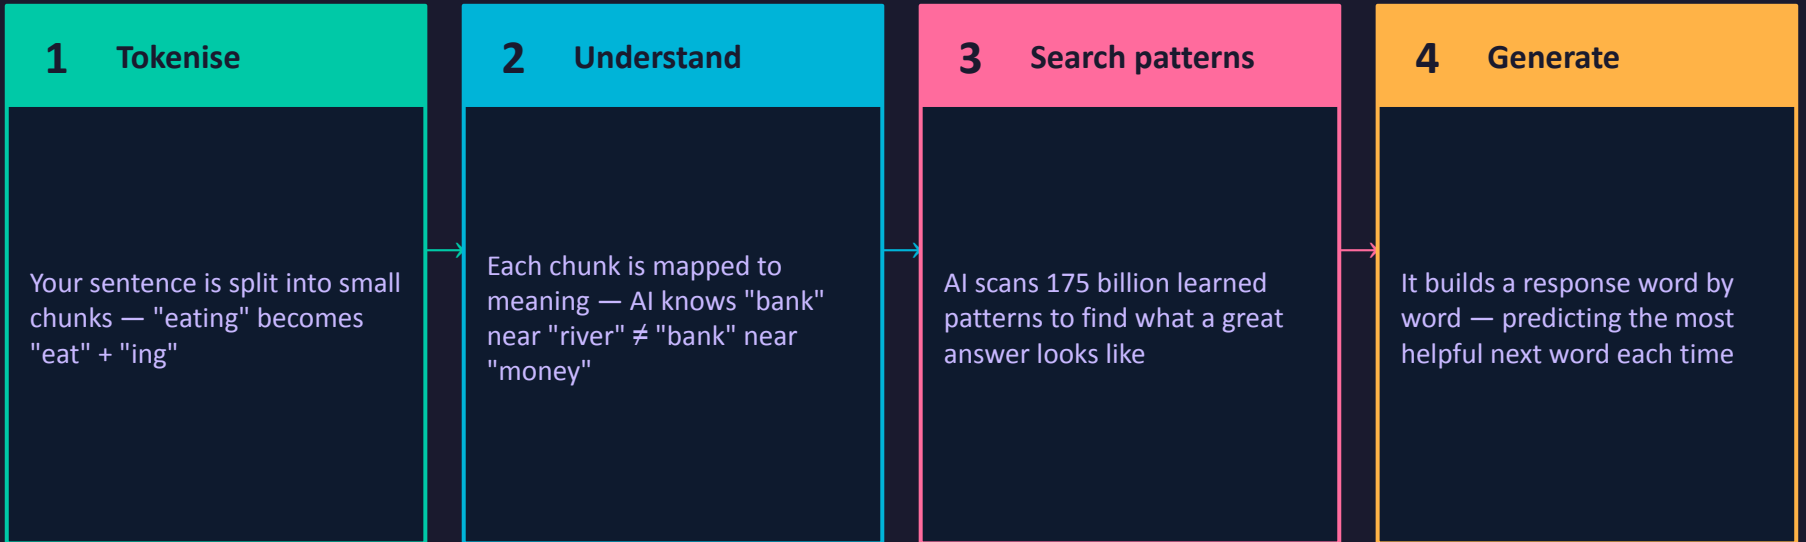 1 Tokenise
Your sentence is split into small
chunks — "eating" becomes
"eat" + "ing"
2 Understand
Each chunk is mapped to
meaning — AI knows "bank"
near "river" ≠ "bank" near
"money"
3 Search patterns
AI scans 175 billion learned
patterns to find what a great
answer looks like
4 Generate
It builds a response word by
word — predicting the most
helpful next word each time